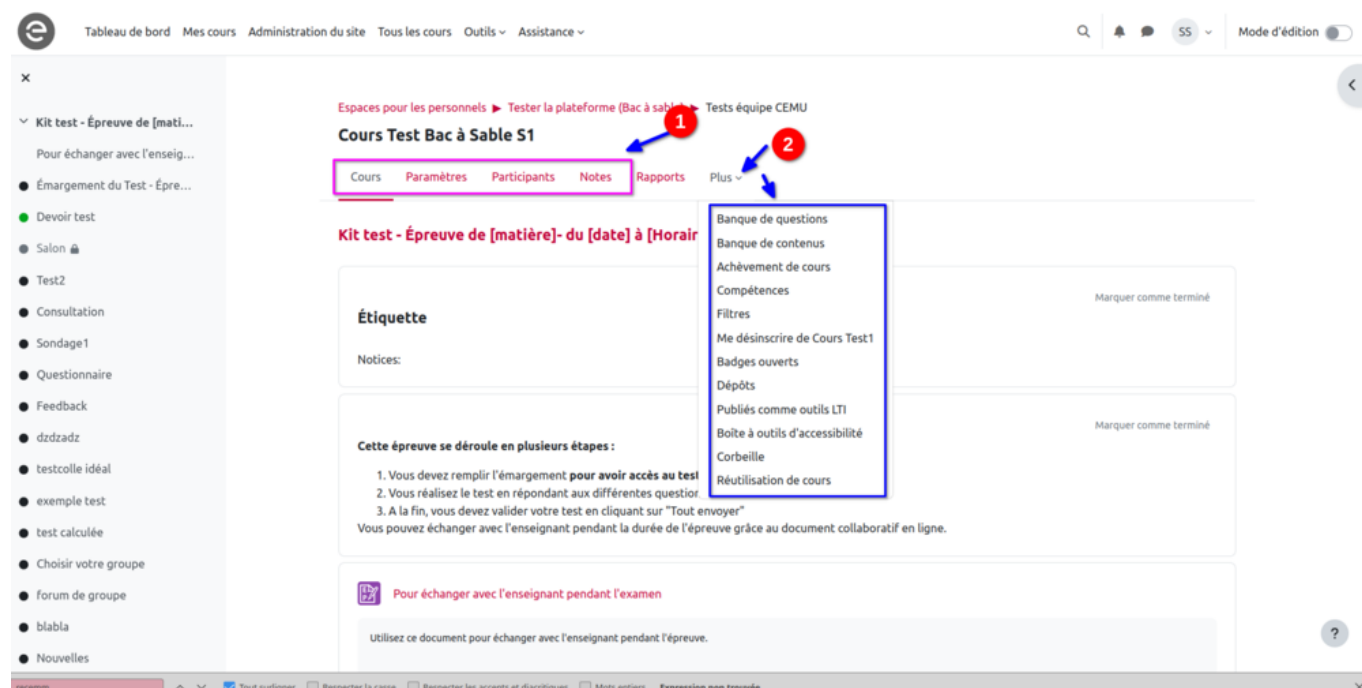 Tableau de bord Mes cours Administration du site Tous les cours Outils Assistance SS Mode d'édition
Espaces pour les personnels ► Tester la plateforme (Bac à sable) ► Tests équipe CEMU
1
Cours Test Bac à Sable S1
2
Cours Paramètres Participants Notes Rapports Plus
Kit test - Épreuve de [mati...
Pour échanger avec l'enseig...
Émargement du Test - Épre...
Devoir test
Salon
Test2
Consultation
Sondage1
Questionnaire
Feedback
dzdzadz
testcolle idéal
exemple test
test calculée
Choisir votre groupe
forum de groupe
blabla
Nouvelles
Banque de questions
Banque de contenus
Achèvement de cours
Compétences
Filtres
Me désinscrire de Cours Test1
Badges ouverts
Dépôts
Publiés comme outils LTI
Boîte à outils d'accessibilité
Corbeille
Réutilisation de cours
Kit test - Épreuve de [matière]- du [date] à [Horair
Marquer comme terminé
Étiquette
Notices:
Marquer comme terminé
Cette épreuve se déroule en plusieurs étapes :
1. Vous devez remplir l'émargement pour avoir accès au test
2. Vous réalisez le test en répondant aux différentes question
3. A la fin, vous devez valider votre test en cliquant sur "Tout envoyer"
Vous pouvez échanger avec l'enseignant pendant la durée de l'épreuve grâce au document collaboratif en ligne.
Pour échanger avec l'enseignant pendant l'examen
Utilisez ce document pour échanger avec l'enseignant pendant l'épreuve.
?
Tout surligner Respecter la casse Respecter les accents et diacritiques Mots entiers Expression non trouvée